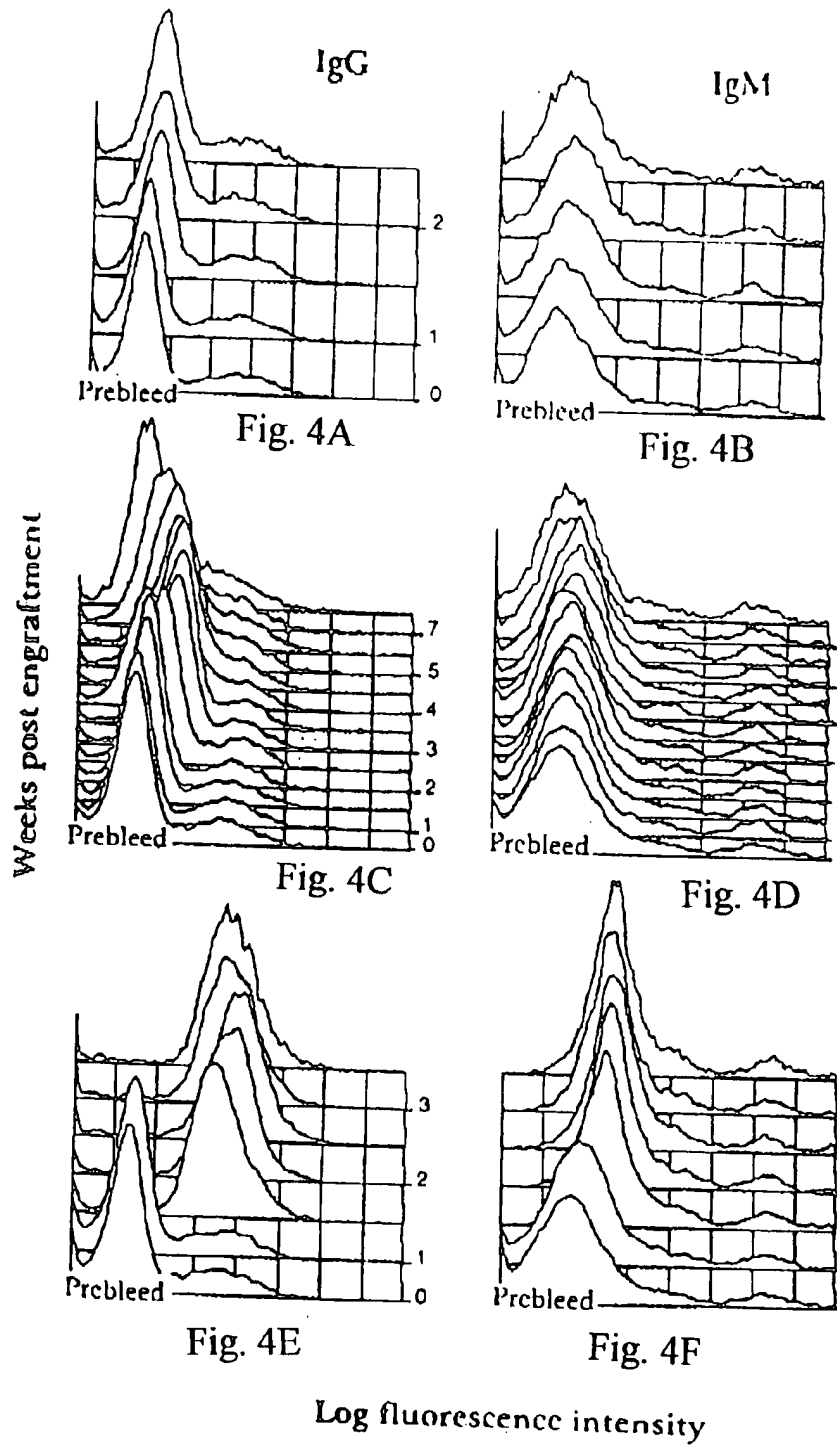 IgG
IgM
2
1
0
Prebleed
Fig. 4A
Prebleed
Fig. 4B
Weeks post engraftment
7
5
4
3
2
1
0
Prebleed
Fig. 4C
Prebleed
Fig. 4D
3
2
1
0
Prebleed
Fig. 4E
Prebleed
Fig. 4F
Log fluorescence intensity